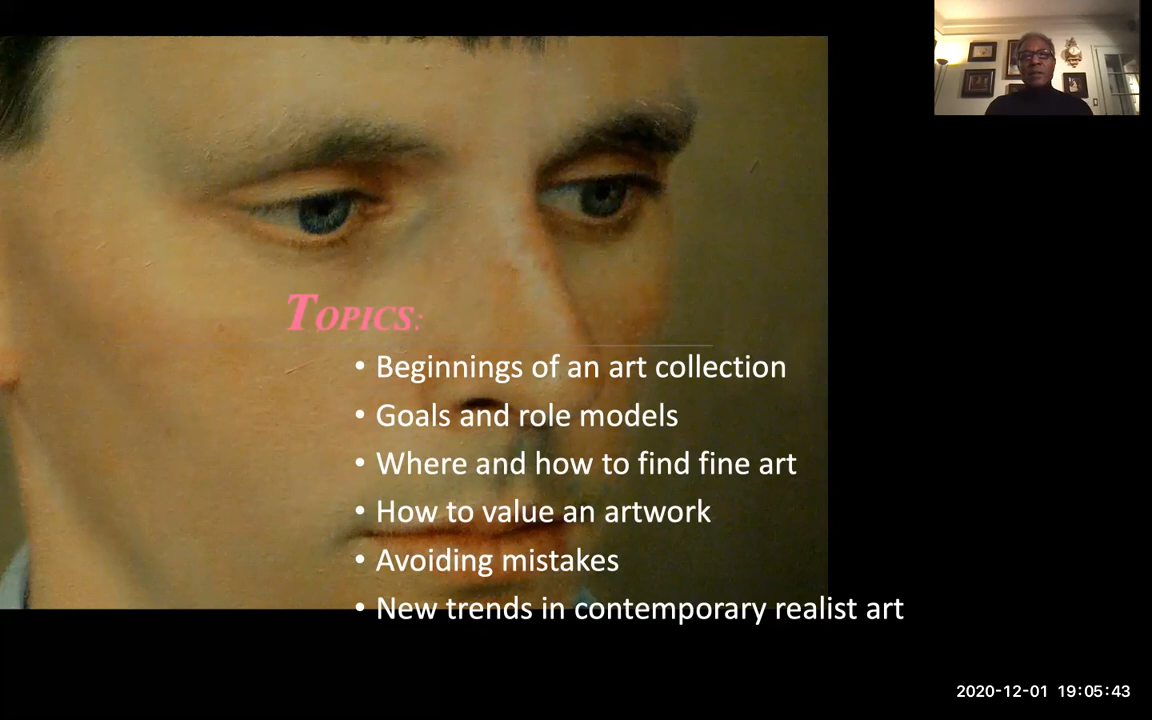 TOPICS:
• Beginnings of an art collection
• Goals and role models
• Where and how to find fine art
• How to value an artwork
• Avoiding mistakes
• New trends in contemporary realist art
2020-12-01 19:05:43